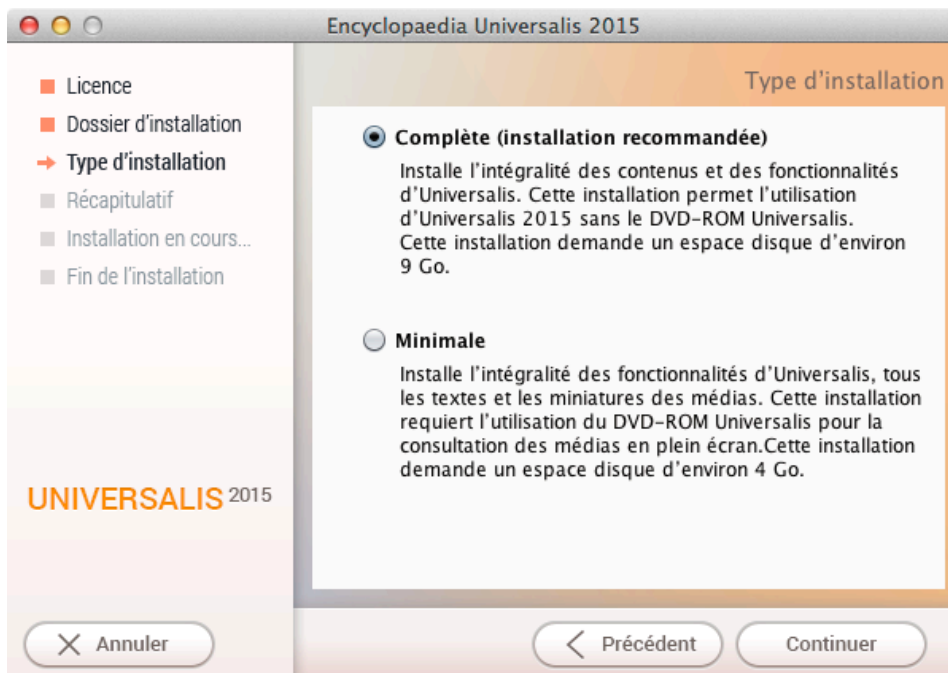 Encyclopaedia Universalis 2015
Licence
Dossier d'installation
Type d'installation
Récapitulatif
Installation en cours...
Fin de l'installation
UNIVERSALIS 2015
Type d'installation
Complète (installation recommandée)
Installe l'intégralité des contenus et des fonctionnalités
d'Universalis. Cette installation permet l'utilisation
d'Universalis 2015 sans le DVD-ROM Universalis.
Cette installation demande un espace disque d'environ
9 Go.
Minimale
Installe l'intégralité des fonctionnalités d'Universalis, tous
les textes et les miniatures des médias. Cette installation
requiert l'utilisation du DVD-ROM Universalis pour la
consultation des médias en plein écran.Cette installation
demande un espace disque d'environ 4 Go.
Annuler
Précédent
Continuer